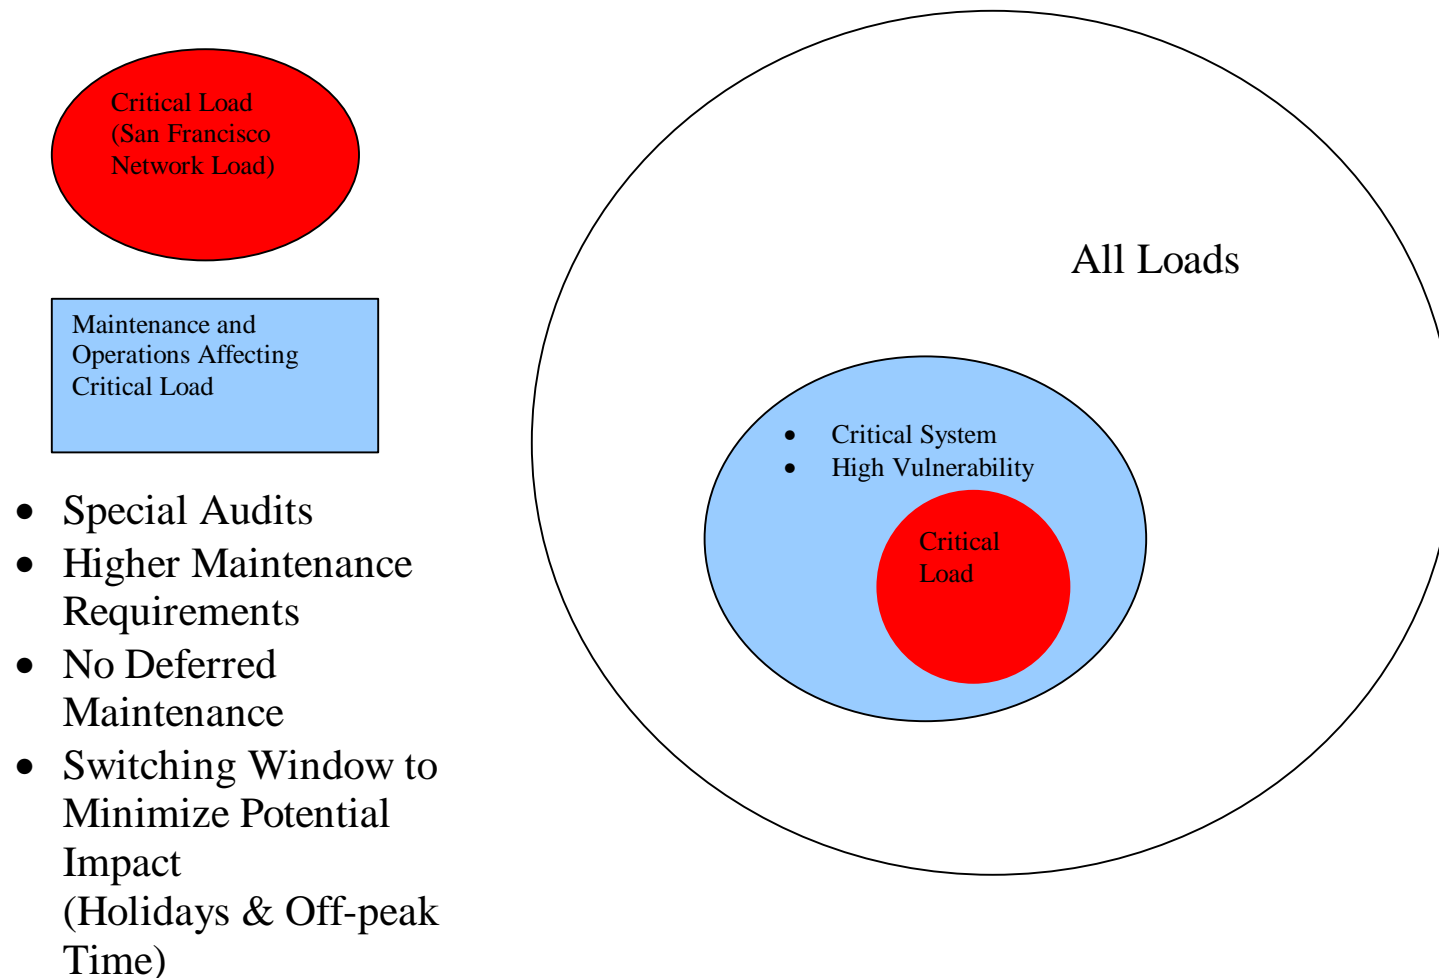 Critical Load
(San Francisco
Network Load)
Maintenance and
Operations Affecting
Critical Load
• Special Audits
• Higher Maintenance
Requirements
• No Deferred
Maintenance
• Switching Window to
Minimize Potential
Impact
(Holidays & Off-peak
Time)
All Loads
• Critical System
• High Vulnerability
Critical
Load